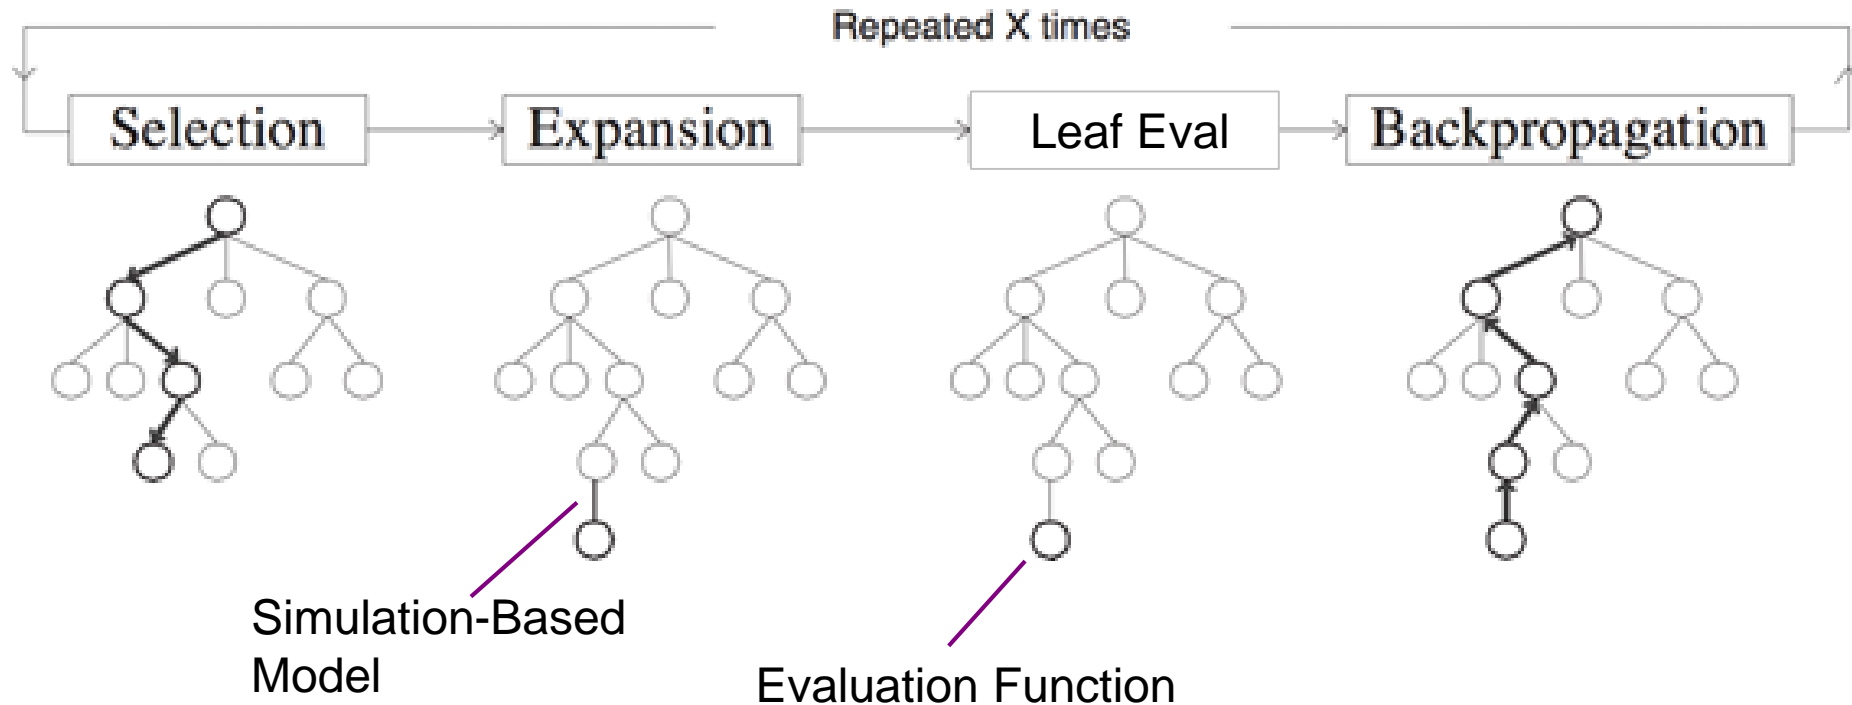 Repeated X times
Selection
Expansion
Leaf Eval
Backpropagation
Simulation-Based
Model
Evaluation Function